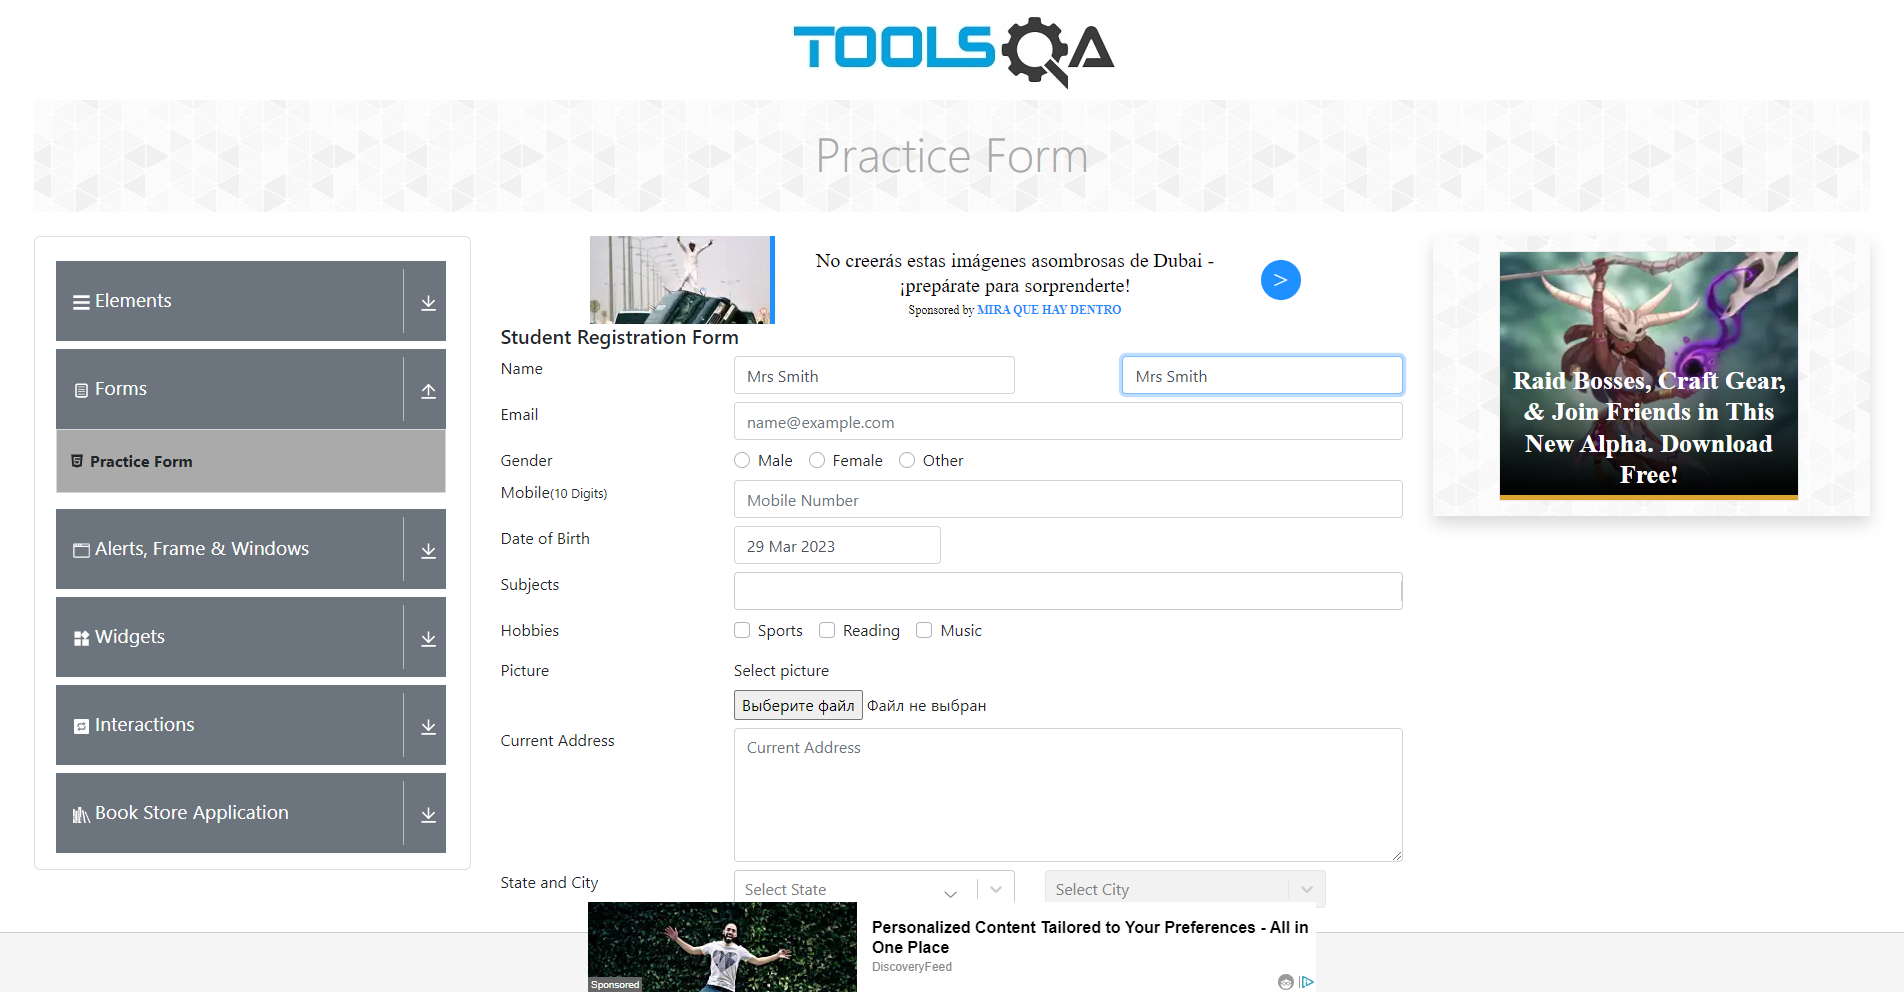 TOOLSQA
Practice Form
Elements
Forms
Practice Form
Alerts, Frame & Windows
Widgets
Interactions
Book Store Application
No creerás estas imágenes asombrosas de Dubai -
¡prepárate para sorprenderte!
Sponsored by MIRA QUE HAY DENTRO
>
Student Registration Form
Name
Mrs Smith
Mrs Smith
Email
name@example.com
Gender
Male
Female
Other
Mobile(10 Digits)
Mobile Number
Date of Birth
29 Mar 2023
Subjects
Hobbies
Sports
Reading
Music
Picture
Select picture
Выберите файл
Файл не выбран
Current Address
Current Address
State and City
Select State
Select City
Raid Bosses, Craft Gear,
& Join Friends in This
New Alpha. Download
Free!
Sponsored
Personalized Content Tailored to Your Preferences - All in
One Place
DiscoveryFeed